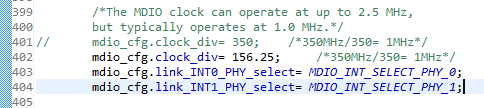 399 /*The MDIO clock can operate at up to 2.5 MHz,
400 but typically operates at 1.0 MHz.*/
401 // mdio_cfg.clock_div= 350; /*350MHz/350= 1MHz*/
402 mdio_cfg.clock_div= 156.25; /*350MHz/350= 1MHz*/
403 mdio_cfg.link_INT0_PHY_select= MDIO_INT_SELECT_PHY_0;
404 mdio_cfg.link_INT1_PHY_select= MDIO_INT_SELECT_PHY_1;
405